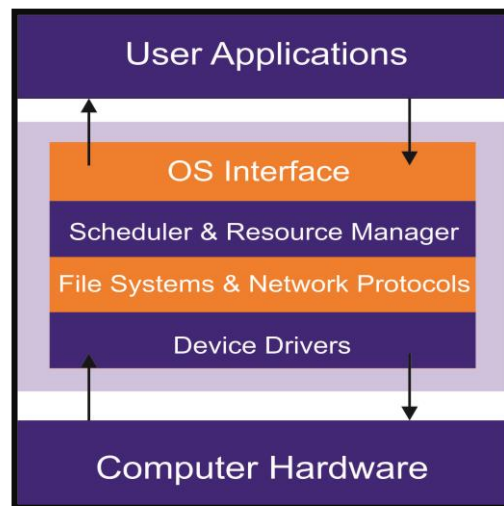 User Applications
OS Interface
Scheduler & Resource Manager
File Systems & Network Protocols
Device Drivers
Computer Hardware